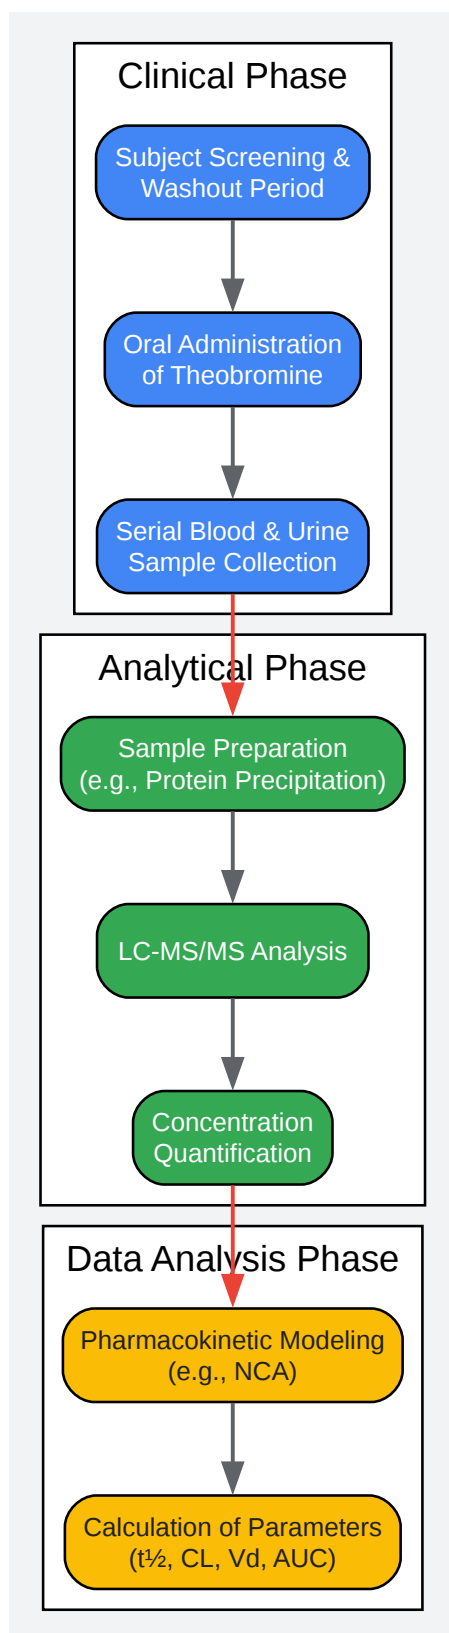 Clinical Phase
Subject Screening &
Washout Period
Oral Administration
of Theobromine
Serial Blood & Urine
Sample Collection
Analytical Phase
Sample Preparation
(e.g., Protein Precipitation)
LC-MS/MS Analysis
Concentration
Quantification
Data Analysis Phase
Pharmacokinetic Modeling
(e.g., NCA)
Calculation of Parameters
(t½, CL, Vd, AUC)